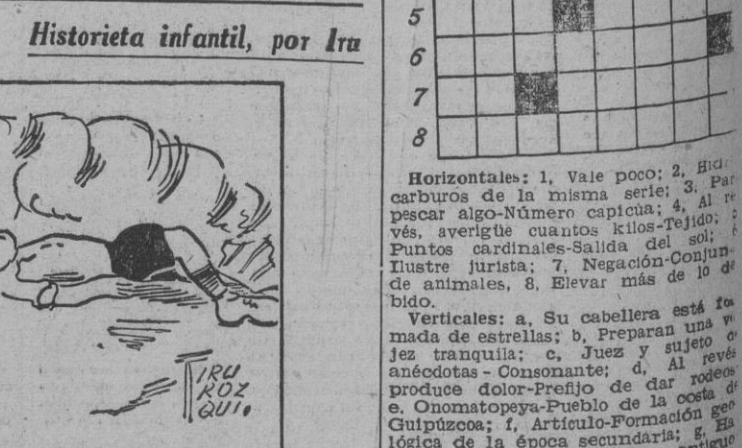 Historieta infantil, por Iru
IRU
ROZ
QUI.
5
6
7
8
Horizontales: 1, Vale poco; 2, Hid
carburos de la misma serie; 3, Par
pescar algo-Número capicúa; 4, Al re
vés, averigüe cuantos kilos-Tejido;
Puntos cardinales-Salida del sol;
Ilustre jurista; 7, Negación-Conjun
de animales, 8, Elevar más de lo de
bido.
Verticales: a, Su cabellera está for
mada de estrellas; b, Preparan una ve
jez tranquila; c, Juez y sujeto de
anécdotas - Consonante; d, Al revés
produce dolor-Prefijo de dar rodeos
e, Onomatopeya-Pueblo de la costa de
Guipúzcoa; f, Artículo-Formación geo
lógica de la época secundaria; g, Ha